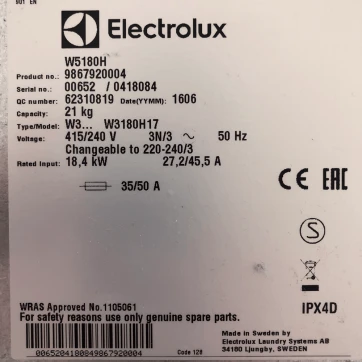 501 EN
Electrolux
W5180H
Product no.: 9867920004
Serial no.: 00652 / 0418084
QC number: 62310819 Date(YYMM): 1606
Capacity: 21 kg
Type/Model: W3... W3180H17
Voltage: 415/240 V 3N/3 ~ 50 Hz
Changeable to 220-240/3
Rated Input: 18,4 kW 27,2/45,5 A
35/50 A
CE EAC
S
IPX4D
WRAS Approved No.1105061
For safety reasons use only genuine spare parts.
Made in Sweden by
Electrolux Laundry Systems AB
34180 Ljungby, SWEDEN
0065204180849867920004 Code 128